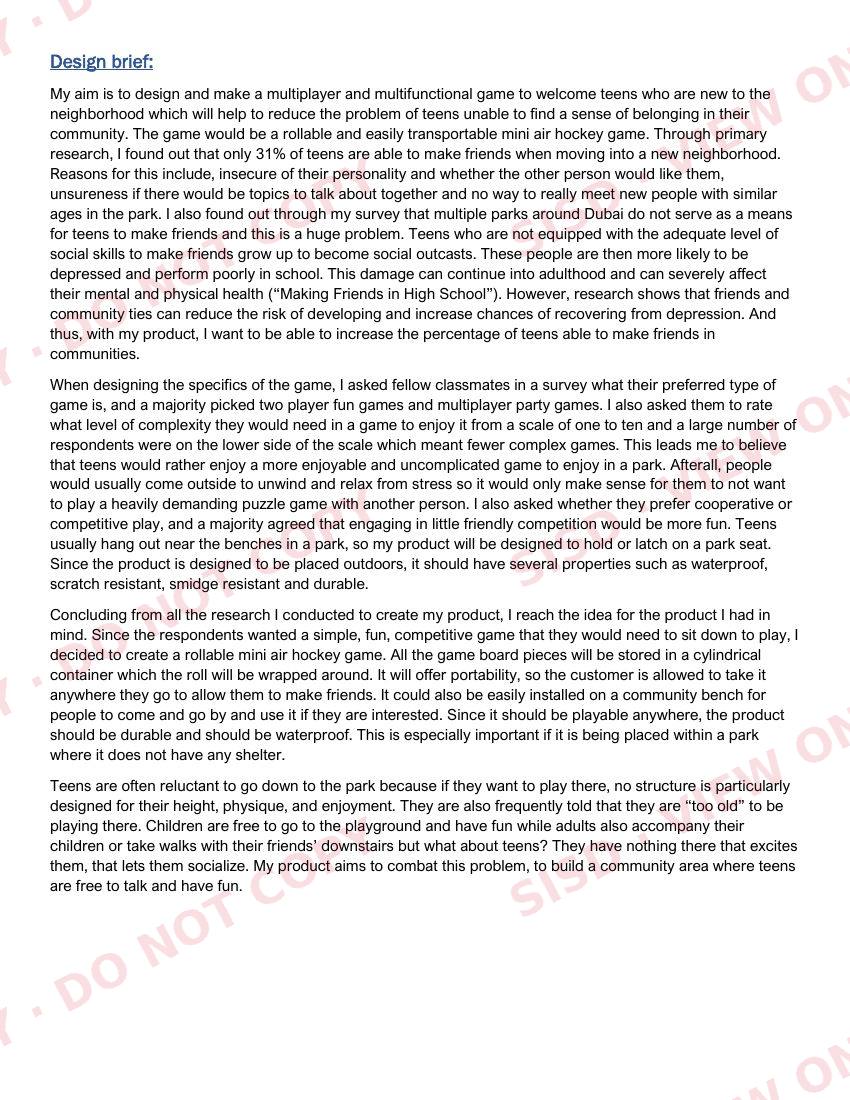 Design brief:
My aim is to design and make a multiplayer and multifunctional game to welcome teens who are new to the
neighborhood which will help to reduce the problem of teens unable to find a sense of belonging in their
community. The game would be a rollable and easily transportable mini air hockey game. Through primary
research, I found out that only 31% of teens are able to make friends when moving into a new neighborhood.
Reasons for this include, insecure of their personality and whether the other person would like them,
unsureness if there would be topics to talk about together and no way to really meet new people with similar
ages in the park. I also found out through my survey that multiple parks around Dubai do not serve as a means
for teens to make friends and this is a huge problem. Teens who are not equipped with the adequate level of
social skills to make friends grow up to become social outcasts. These people are then more likely to be
depressed and perform poorly in school. This damage can continue into adulthood and can severely affect
their mental and physical health (“Making Friends in High School”). However, research shows that friends and
community ties can reduce the risk of developing and increase chances of recovering from depression. And
thus, with my product, I want to be able to increase the percentage of teens able to make friends in
communities.
When designing the specifics of the game, I asked fellow classmates in a survey what their preferred type of
game is, and a majority picked two player fun games and multiplayer party games. I also asked them to rate
what level of complexity they would need in a game to enjoy it from a scale of one to ten and a large number of
respondents were on the lower side of the scale which meant fewer complex games. This leads me to believe
that teens would rather enjoy a more enjoyable and uncomplicated game to enjoy in a park. Afterall, people
would usually come outside to unwind and relax from stress so it would only make sense for them to not want
to play a heavily demanding puzzle game with another person. I also asked whether they prefer cooperative or
competitive play, and a majority agreed that engaging in little friendly competition would be more fun. Teens
usually hang out near the benches in a park, so my product will be designed to hold or latch on a park seat.
Since the product is designed to be placed outdoors, it should have several properties such as waterproof,
scratch resistant, smidge resistant and durable.
Concluding from all the research I conducted to create my product, I reach the idea for the product I had in
mind. Since the respondents wanted a simple, fun, competitive game that they would need to sit down to play, I
decided to create a rollable mini air hockey game. All the game board pieces will be stored in a cylindrical
container which the roll will be wrapped around. It will offer portability, so the customer is allowed to take it
anywhere they go to allow them to make friends. It could also be easily installed on a community bench for
people to come and go by and use it if they are interested. Since it should be playable anywhere, the product
should be durable and should be waterproof. This is especially important if it is being placed within a park
where it does not have any shelter.
Teens are often reluctant to go down to the park because if they want to play there, no structure is particularly
designed for their height, physique, and enjoyment. They are also frequently told that they are “too old” to be
playing there. Children are free to go to the playground and have fun while adults also accompany their
children or take walks with their friends’ downstairs but what about teens? They have nothing there that excites
them, that lets them socialize. My product aims to combat this problem, to build a community area where teens
are free to talk and have fun.
Y · DO NOT COPY
SISD · VIEW ON
Y · DO NOT COPY
SISD · VIEW ON
Y · DO NOT COPY
SISD · VIEW ON